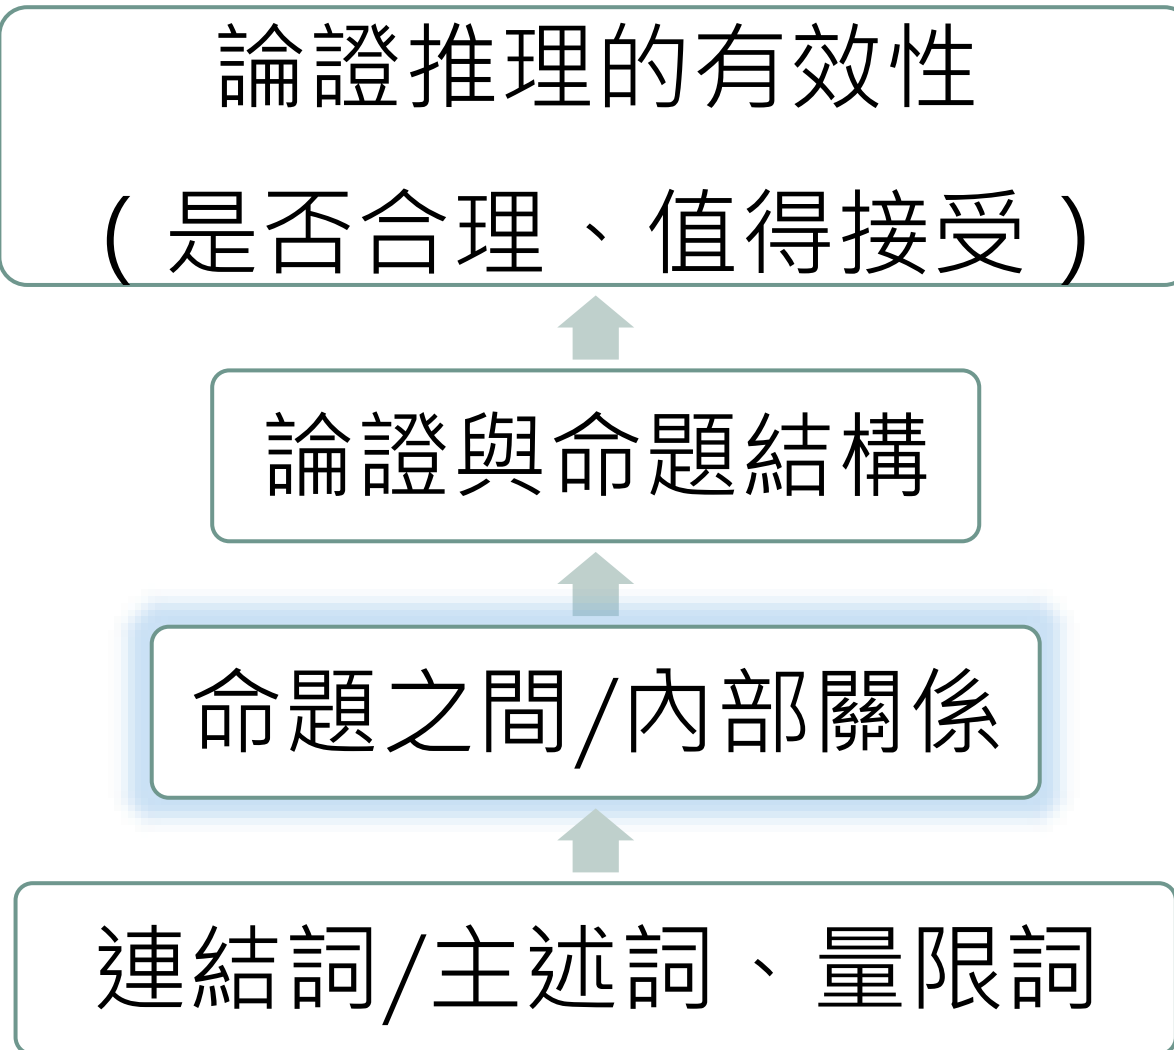 論證推理的有效性
（是否合理、值得接受）
論證與命題結構
命題之間/內部關係
連結詞/主述詞、量限詞